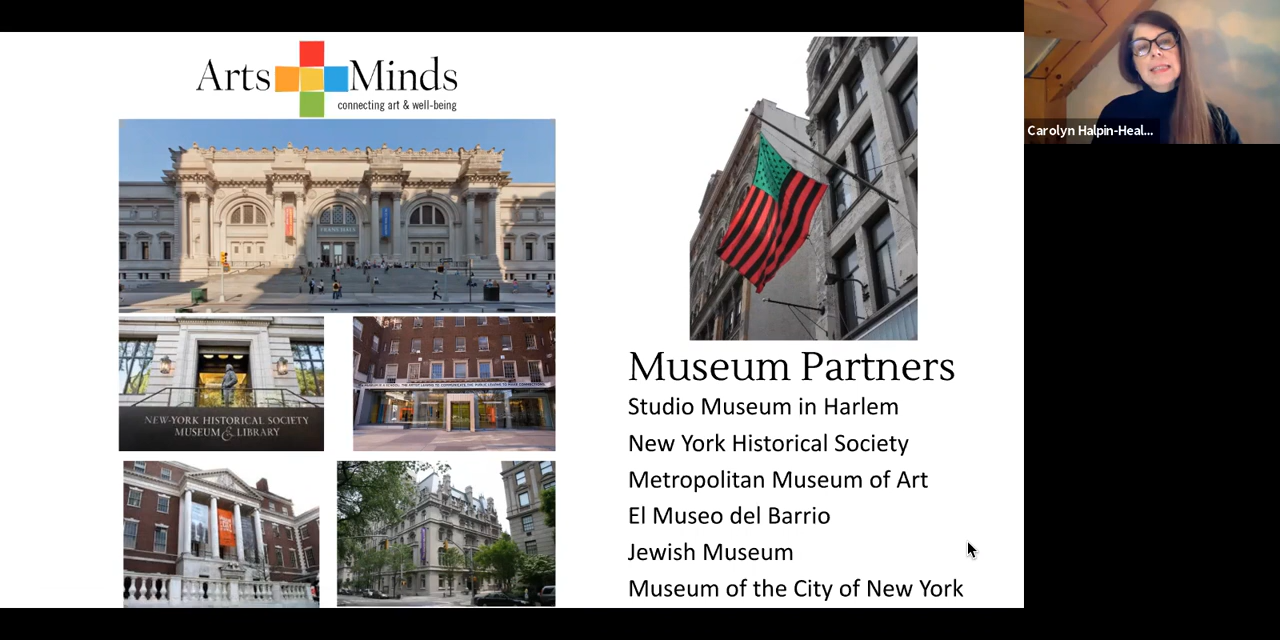 Arts Minds
connecting art & well-being
NEW-YORK HISTORICAL SOCIETY
MUSEUM & LIBRARY
Museum Partners
Studio Museum in Harlem
New York Historical Society
Metropolitan Museum of Art
El Museo del Barrio
Jewish Museum
Museum of the City of New York
Carolyn Halpin-Heal...